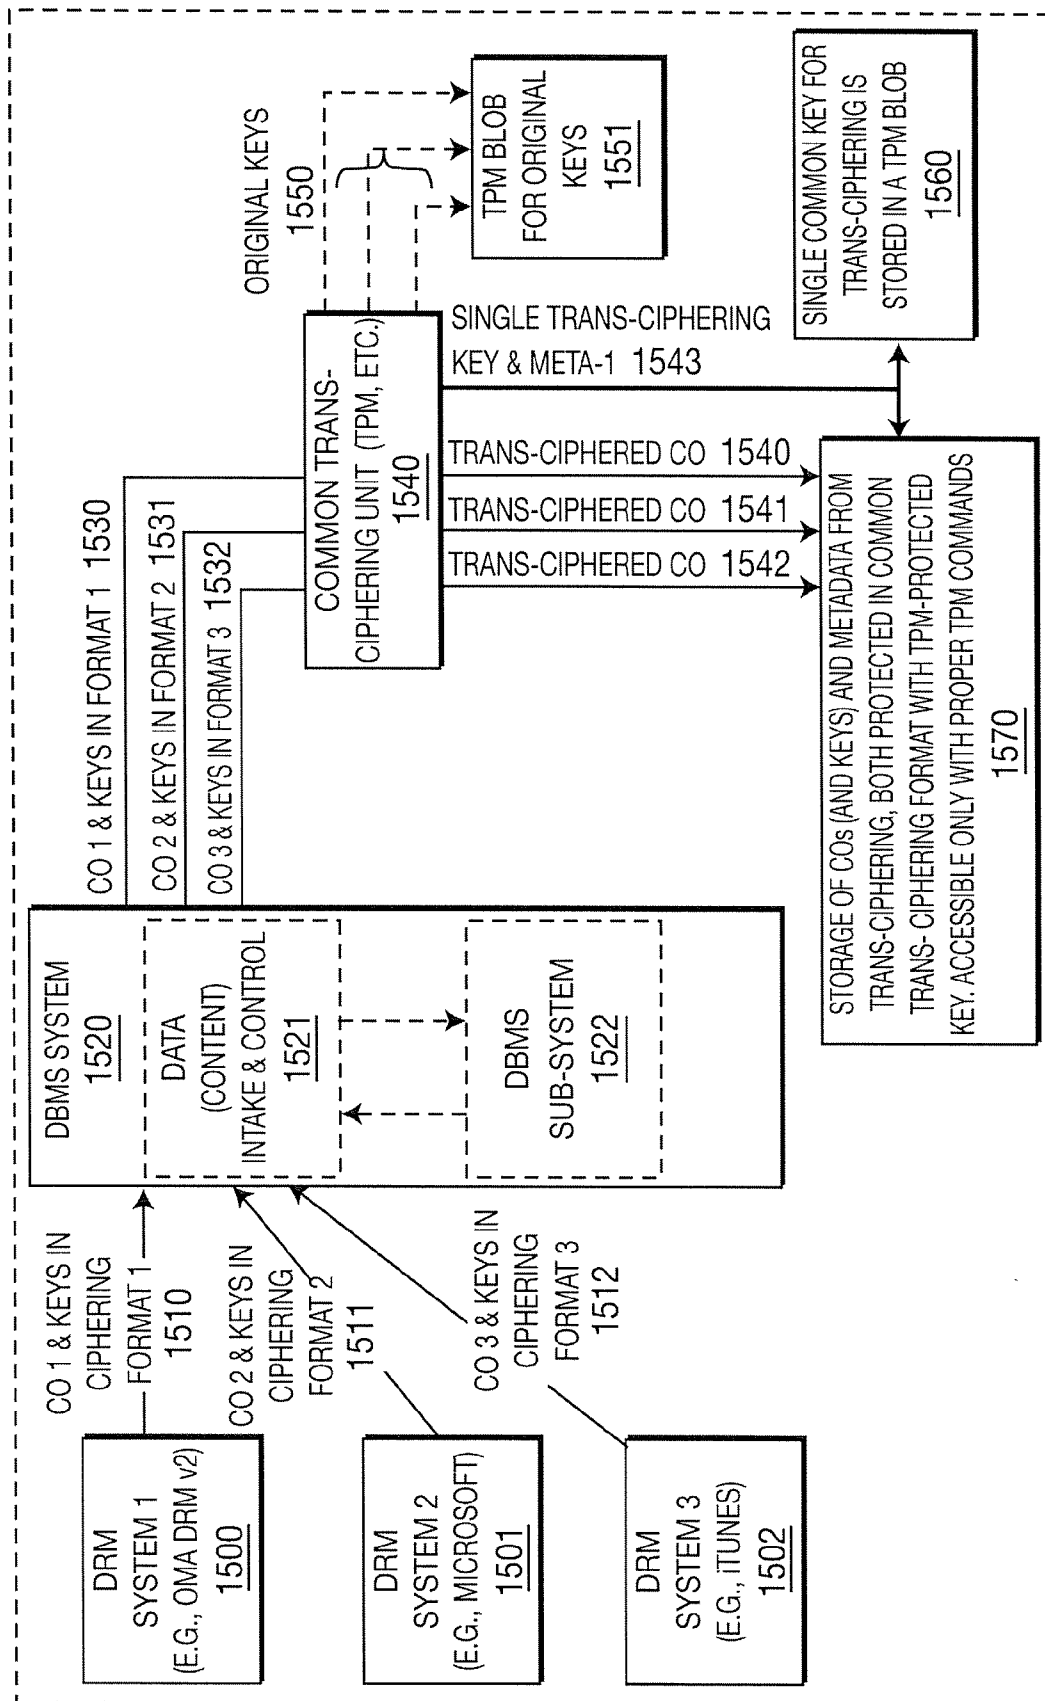 DRM
SYSTEM 1
(E.G., OMA DRM v2)
1500
DRM
SYSTEM 2
(E.G., MICROSOFT)
1501
DRM
SYSTEM 3
(E.G., iTUNES)
1502
CO 1 & KEYS IN
CIPHERING
FORMAT 1
1510
CO 2 & KEYS IN
CIPHERING
FORMAT 2
1511
CO 3 & KEYS IN
CIPHERING
FORMAT 3
1512
DBMS SYSTEM
1520
DATA
(CONTENT)
INTAKE & CONTROL
1521
DBMS
SUB-SYSTEM
1522
CO 1 & KEYS IN FORMAT 1 1530
CO 2 & KEYS IN FORMAT 2 1531
CO 3 & KEYS IN FORMAT 3 1532
COMMON TRANS-
CIPHERING UNIT (TPM, ETC.)
1540
ORIGINAL KEYS
1550
TPM BLOB
FOR ORIGINAL
KEYS
1551
SINGLE TRANS-CIPHERING
KEY & META-1 1543
TRANS-CIPHERED CO 1540
TRANS-CIPHERED CO 1541
TRANS-CIPHERED CO 1542
SINGLE COMMON KEY FOR
TRANS-CIPHERING IS
STORED IN A TPM BLOB
1560
STORAGE OF COs (AND KEYS) AND METADATA FROM
TRANS-CIPHERING, BOTH PROTECTED IN COMMON
TRANS- CIPHERING FORMAT WITH TPM-PROTECTED
KEY. ACCESSIBLE ONLY WITH PROPER TPM COMMANDS
1570